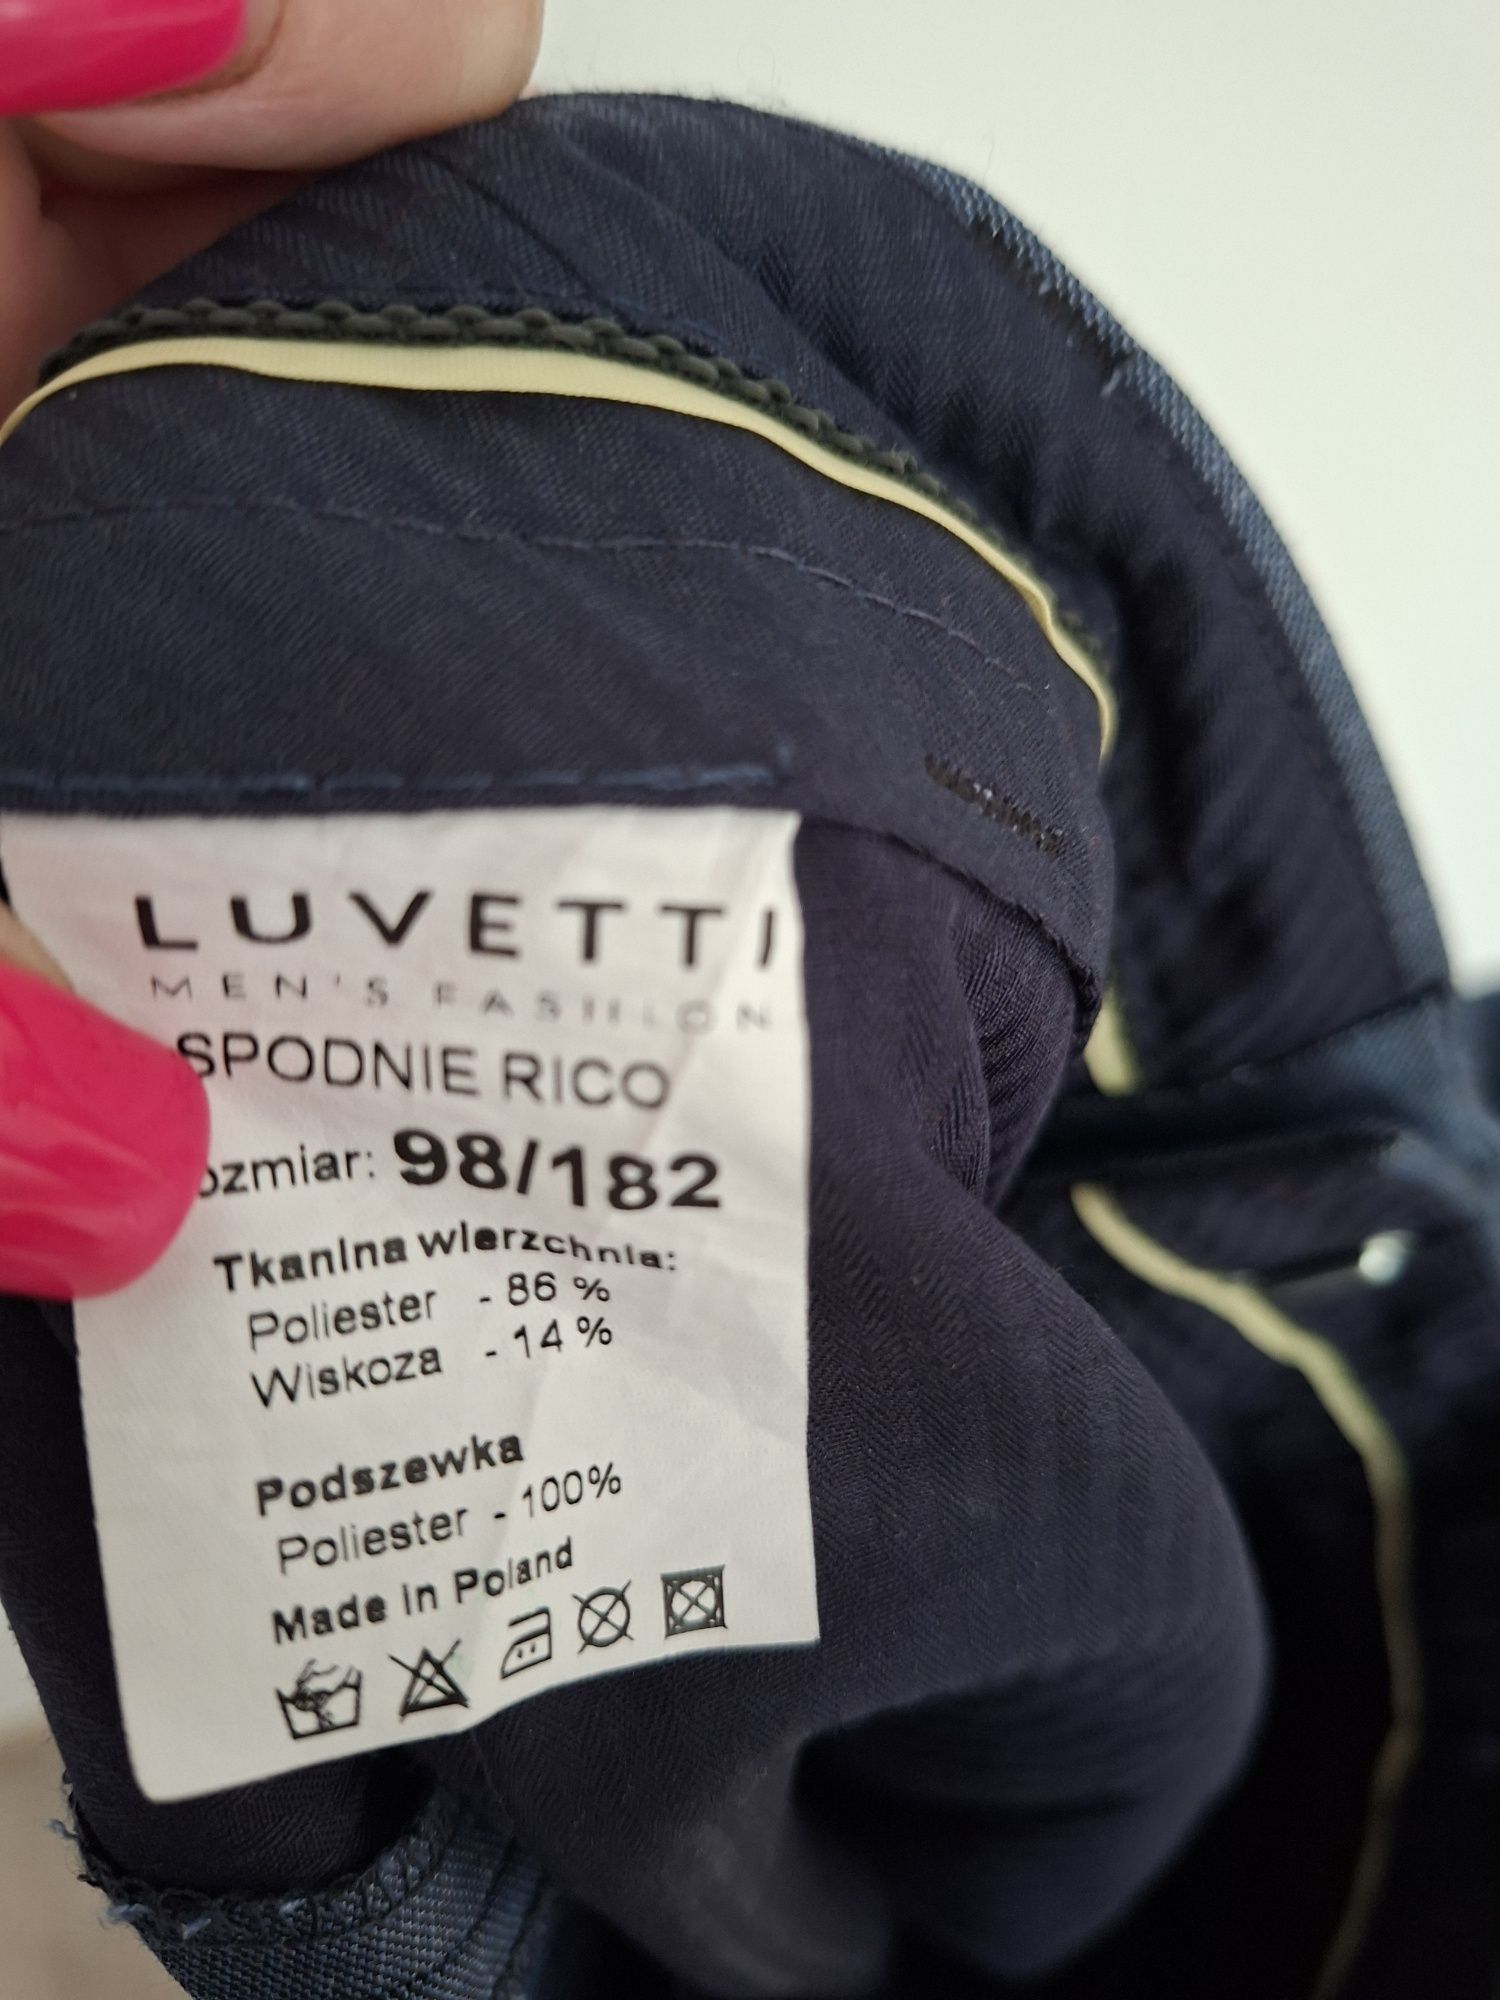 LUVETTI
MEN'S FASHION
SPODNIE RICO
ozmiar: 98/182
Tkanina wierzchnia:
Poliester - 86 %
Wiskoza - 14 %
Podszewka
Poliester - 100%
Made in Poland